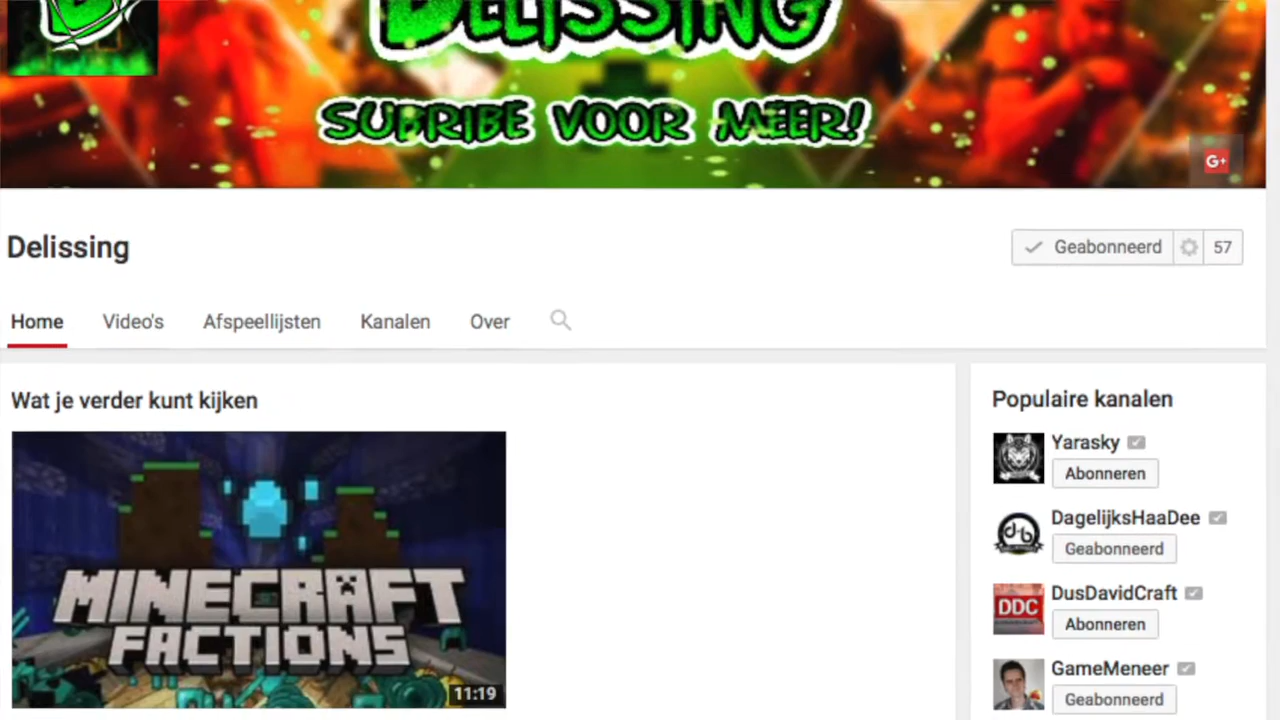 DELISSING
SUBRIBE VOOR MEER!
G+
Delissing
Geabonneerd
57
Home
Video's
Afspeellijsten
Kanalen
Over
Wat je verder kunt kijken
MINECRAFT
FACTIONS
11:19
Populaire kanalen
Yarasky
Abonneren
DagelijksHaaDee
Geabonneerd
DusDavidCraft
DDC
Abonneren
GameMeneer
Geabonneerd